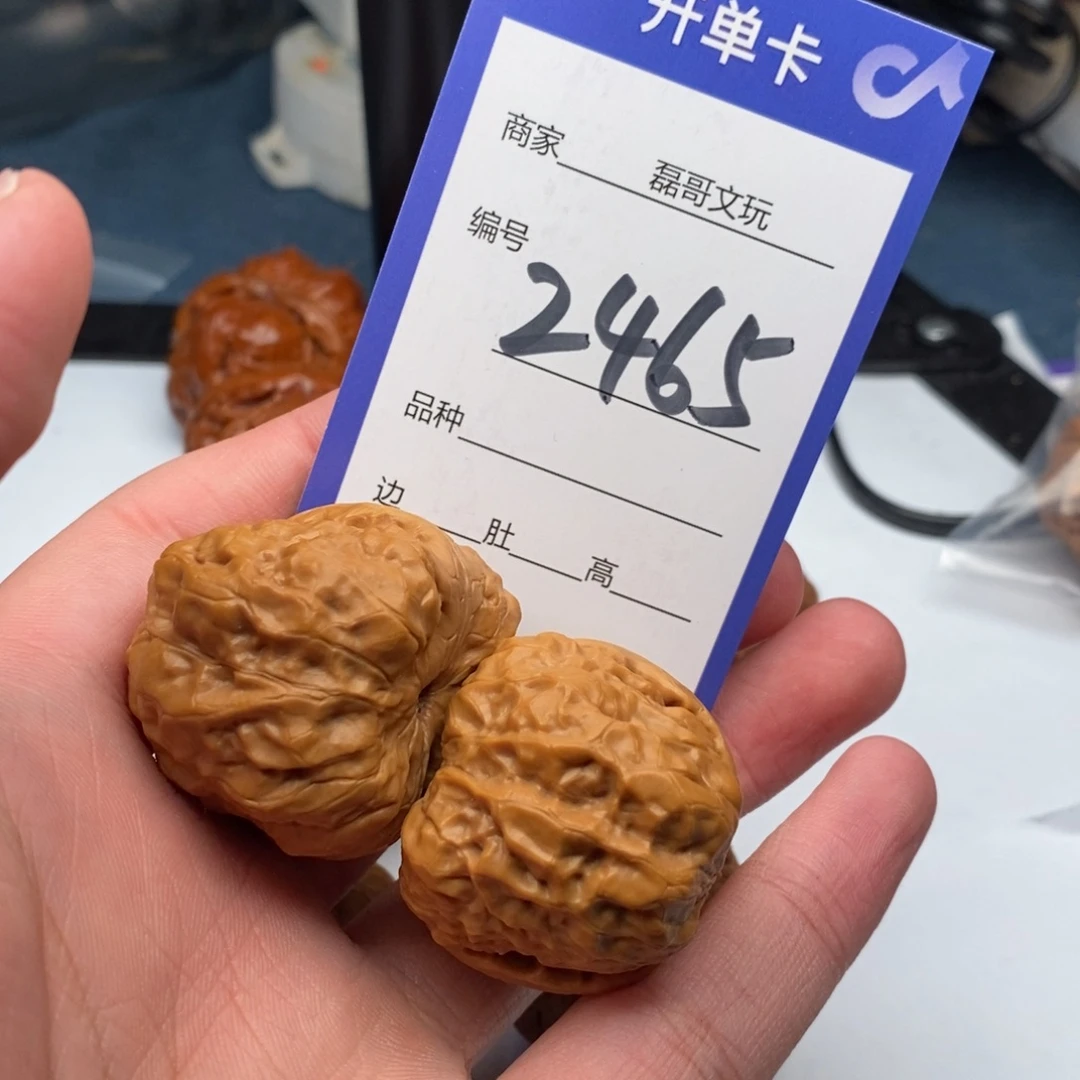 开单卡
商家 磊哥文玩
编号 2465
品种
边 肚 高